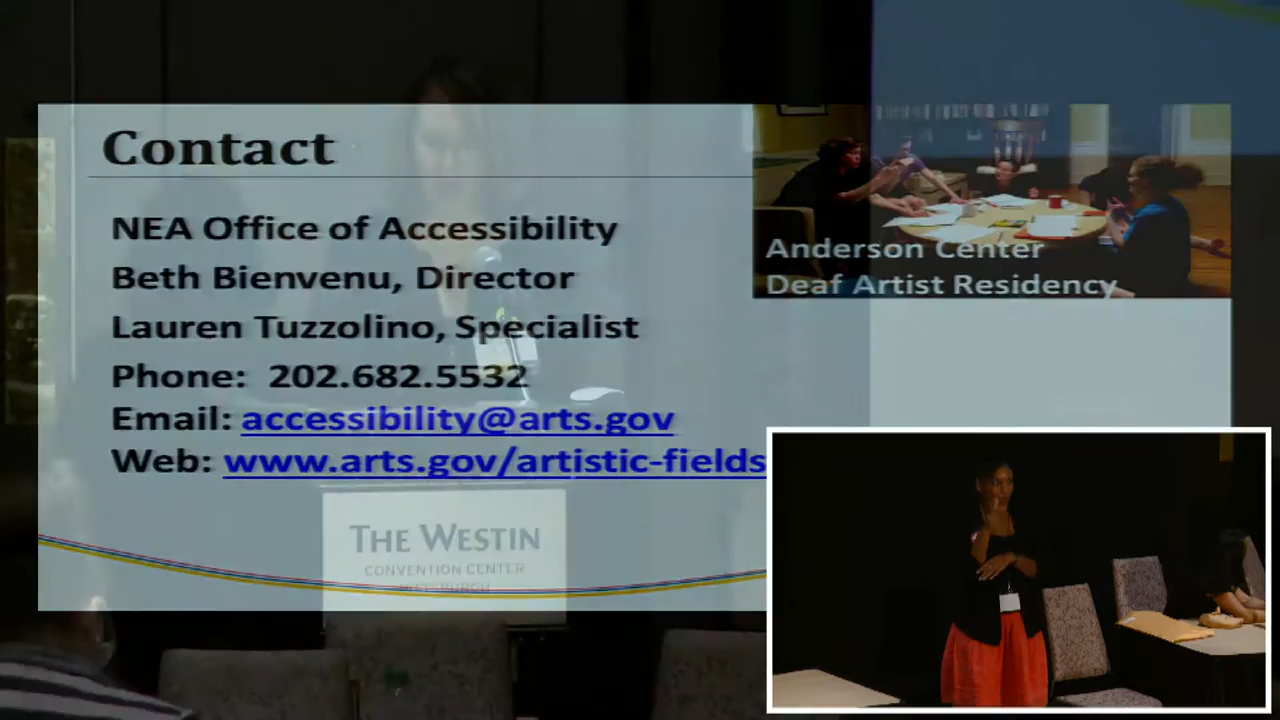 Contact
NEA Office of Accessibility
Beth Bienvenu, Director
Lauren Tuzzolino, Specialist
Phone: 202.682.5532
Email: accessibility@arts.gov
Web: www.arts.gov/artistic-fields
Anderson Center
Deaf Artist Residency
THE WESTIN
CONVENTION CENTER
PITTSBURGH